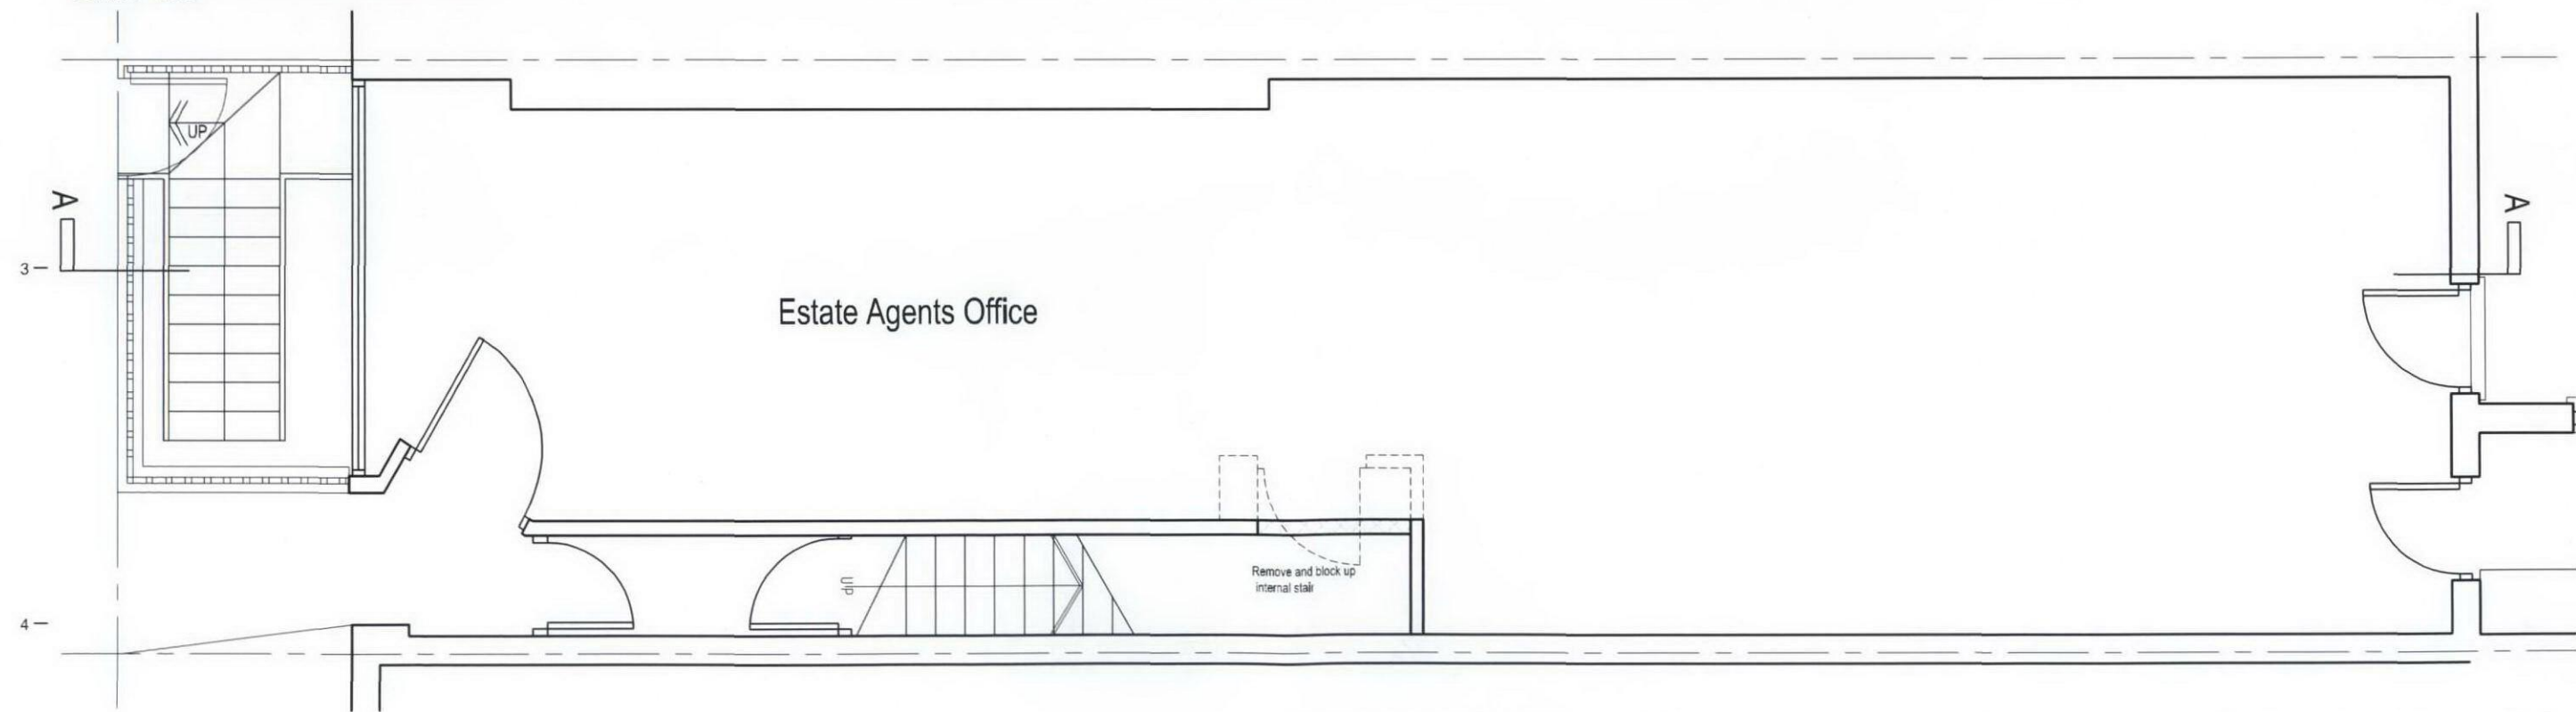 UP
A
A
3
Estate Agents Office
Remove and block up
internal stair
UP
4